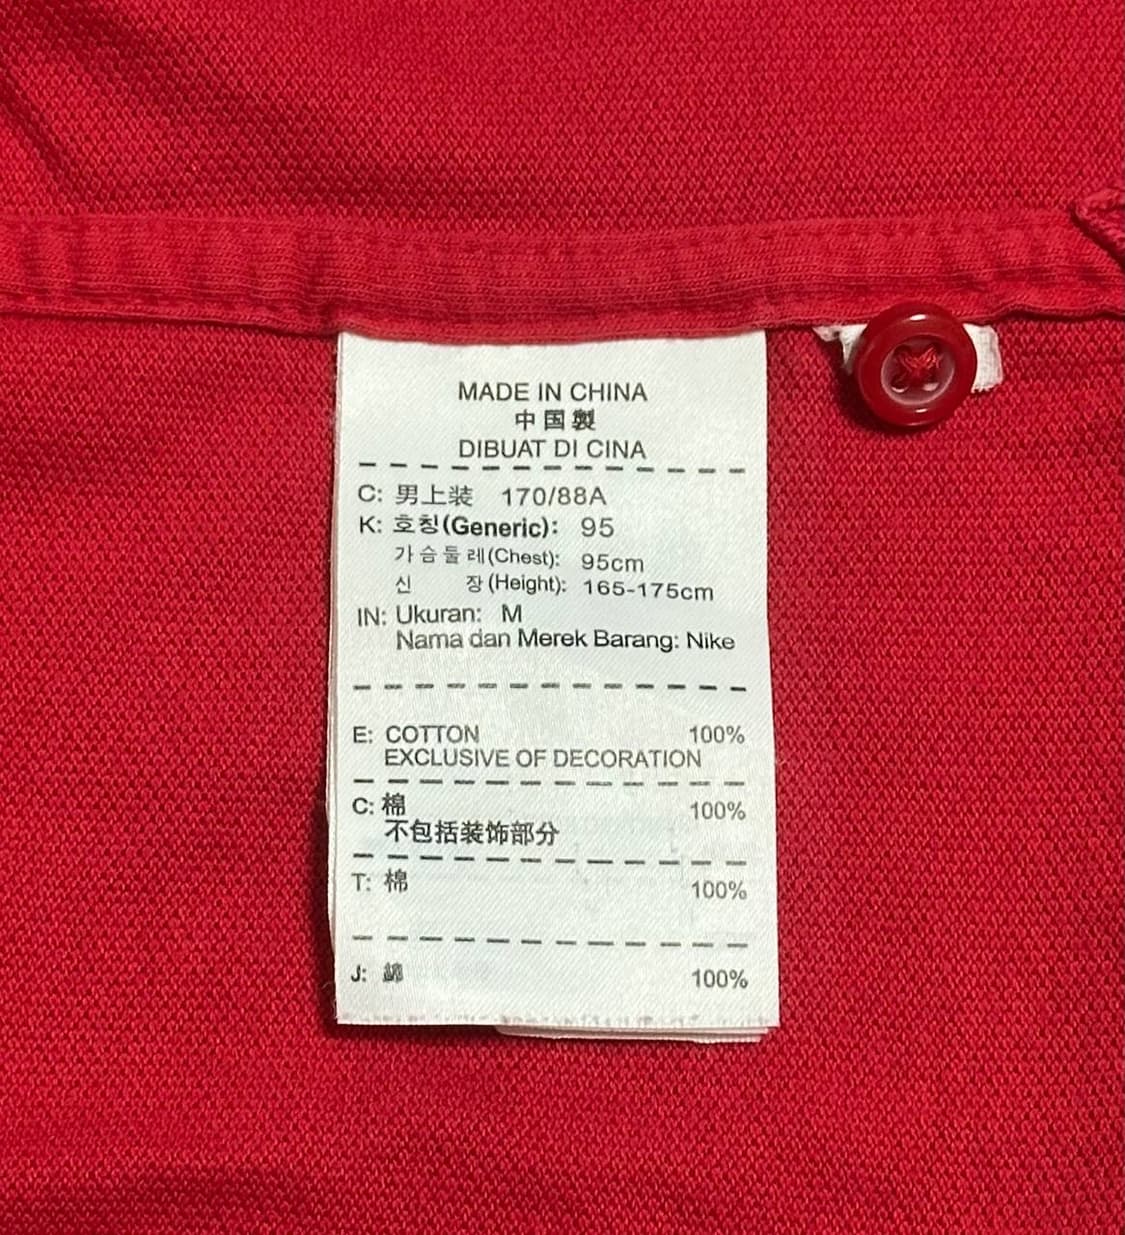 MADE IN CHINA
中国製
DIBUAT DI CINA
C: 男上装 170/88A
K: 호칭(Generic): 95
가슴둘레(Chest): 95cm
신 장(Height): 165-175cm
IN: Ukuran: M
Nama dan Merek Barang: Nike
E: COTTON 100%
EXCLUSIVE OF DECORATION
C: 棉 100%
不包括装饰部分
T: 棉 100%
J: 綿 100%